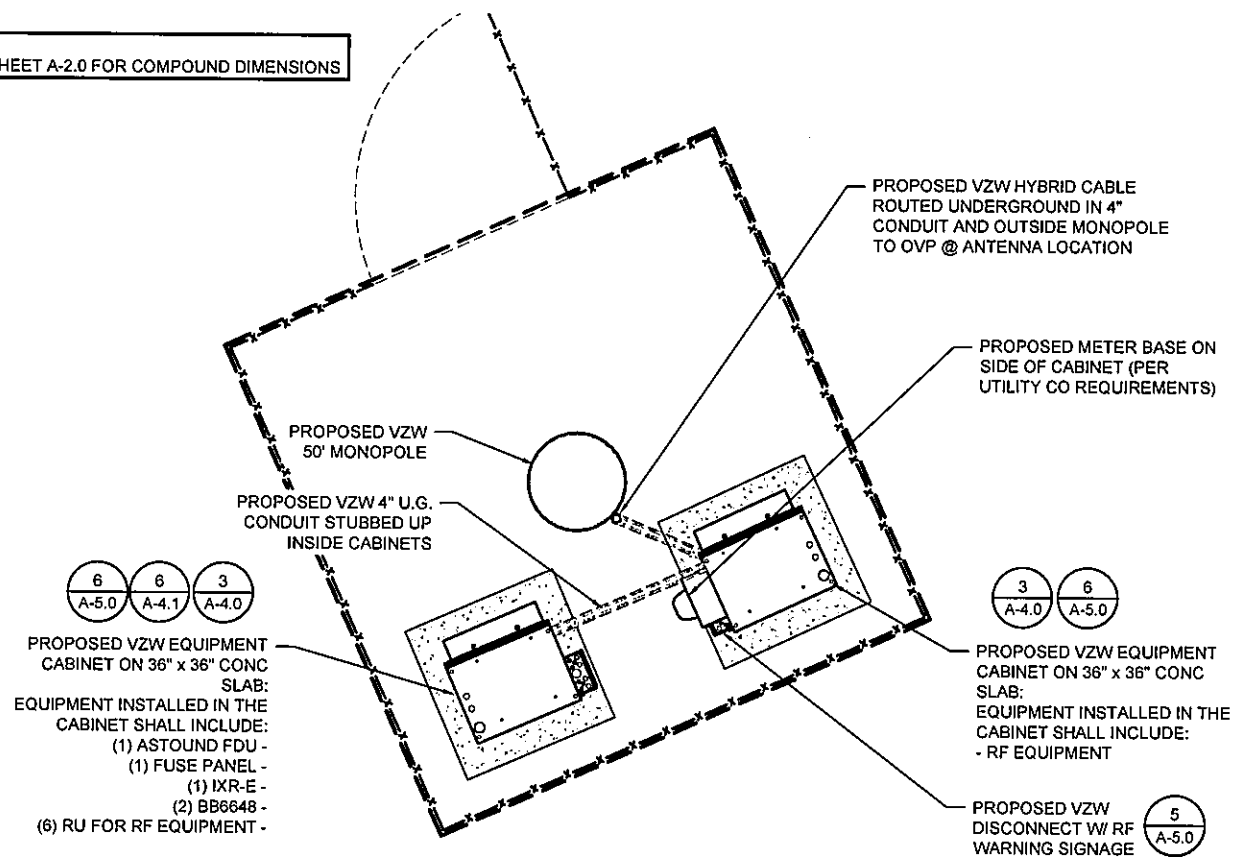 HEET A-2.0 FOR COMPOUND DIMENSIONS
PROPOSED VZW HYBRID CABLE
ROUTED UNDERGROUND IN 4"
CONDUIT AND OUTSIDE MONOPOLE
TO OVP @ ANTENNA LOCATION
PROPOSED METER BASE ON
SIDE OF CABINET (PER
UTILITY CO REQUIREMENTS)
PROPOSED VZW
50' MONOPOLE
PROPOSED VZW 4" U.G.
CONDUIT STUBBED UP
INSIDE CABINETS
6
A-5.0
6
A-4.1
3
A-4.0
PROPOSED VZW EQUIPMENT
CABINET ON 36" x 36" CONC
SLAB:
EQUIPMENT INSTALLED IN THE
CABINET SHALL INCLUDE:
(1) ASTOUND FDU -
(1) FUSE PANEL -
(1) IXR-E -
(2) BB6648 -
(6) RU FOR RF EQUIPMENT -
3
A-4.0
6
A-5.0
PROPOSED VZW EQUIPMENT
CABINET ON 36" x 36" CONC
SLAB:
EQUIPMENT INSTALLED IN THE
CABINET SHALL INCLUDE:
- RF EQUIPMENT
PROPOSED VZW
DISCONNECT W/ RF
WARNING SIGNAGE
5
A-5.0